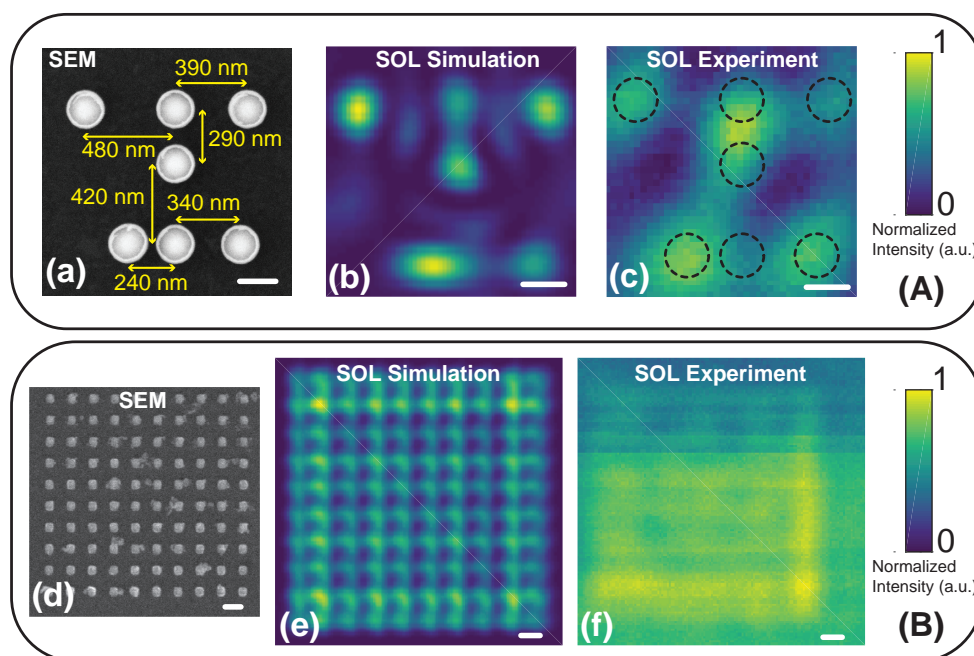 SEM
390 nm
480 nm
290 nm
420 nm
340 nm
240 nm
(a)
SOL Simulation
(b)
SOL Experiment
(c)
1
0
Normalized
Intensity (a.u.)
(A)
SEM
(d)
SOL Simulation
(e)
SOL Experiment
(f)
1
0
Normalized
Intensity (a.u.)
(B)